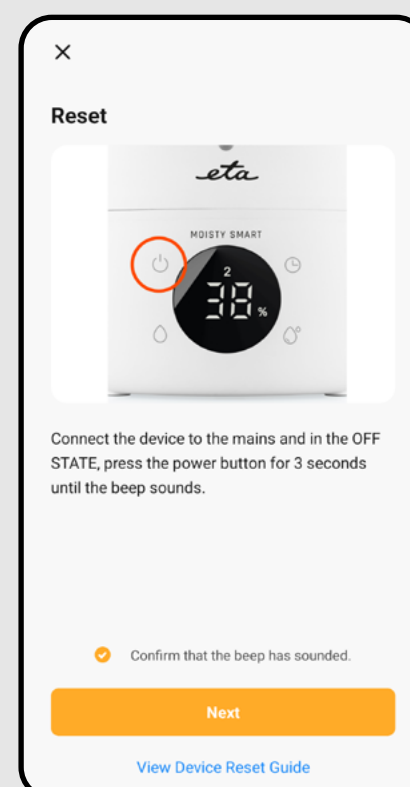 Reset
eta
MOISTY SMART
2
38 %
Connect the device to the mains and in the OFF
STATE, press the power button for 3 seconds
until the beep sounds.
Confirm that the beep has sounded.
Next
View Device Reset Guide